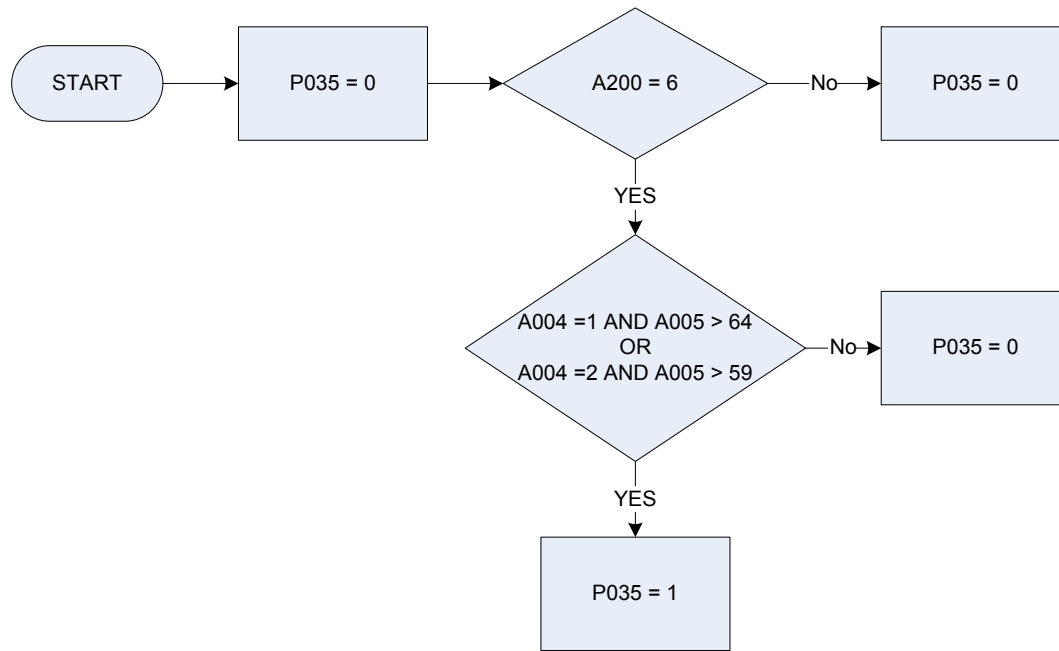 START
P035 = 0
A200 = 6
No
P035 = 0
YES
A004 =1 AND A005 > 64
OR
A004 =2 AND A005 > 59
No
P035 = 0
YES
P035 = 1